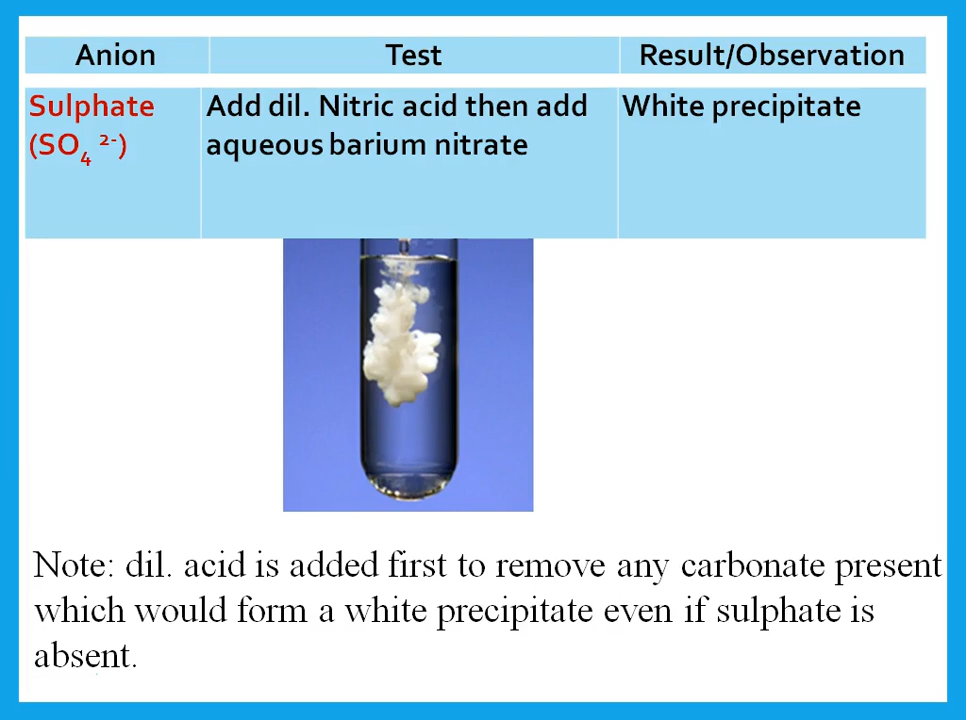 Anion Test Result/Observation
Sulphate Add dil. Nitric acid then add White precipitate
(SO₄ ²⁻) aqueous barium nitrate
Note: dil. acid is added first to remove any carbonate present
which would form a white precipitate even if sulphate is
absent.